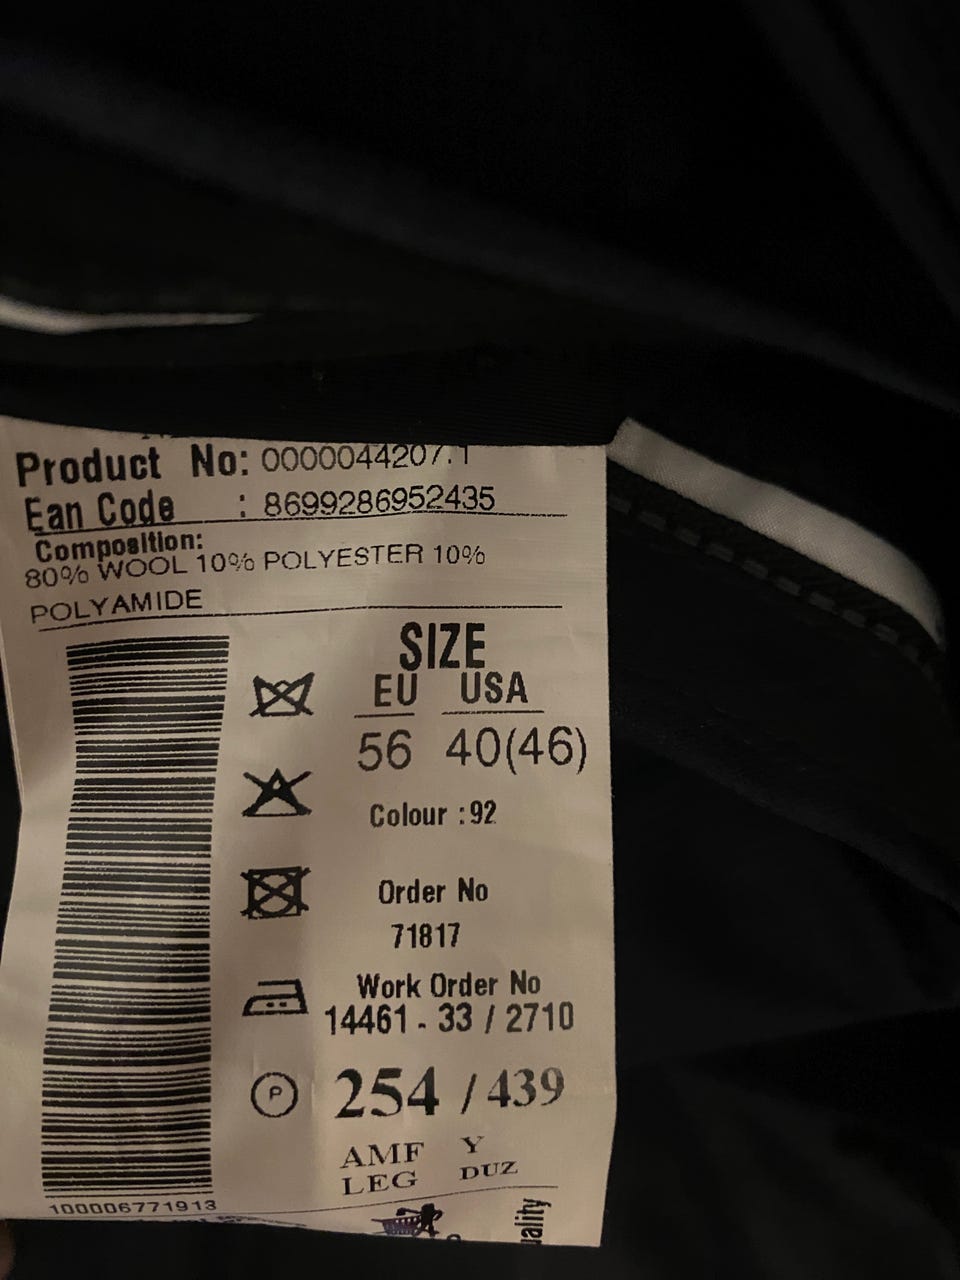 Product No: 0000044207.1
Ean Code : 8699286952435
Composition:
80% WOOL 10% POLYESTER 10%
POLYAMIDE
SIZE
EU USA
56 40(46)
Colour :92
Order No
71817
Work Order No
14461 - 33 / 2710
P
254 / 439
AMF Y
LEG DUZ
100006771913